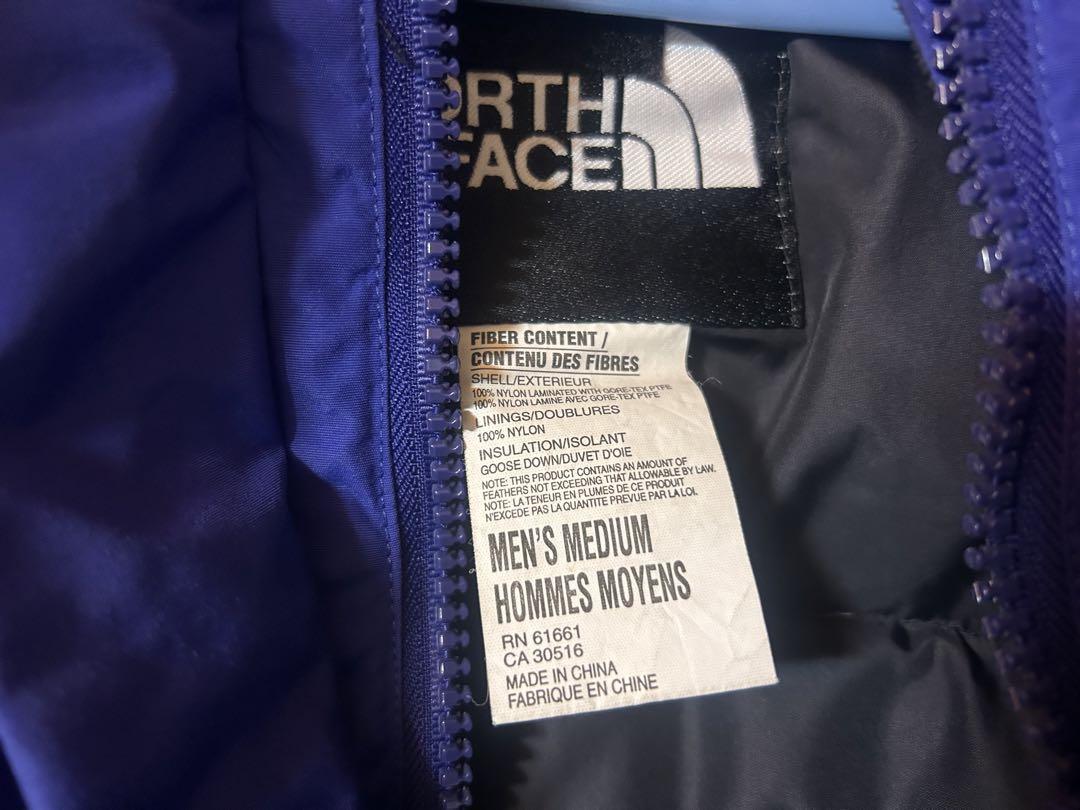 ORTH
FACE
FIBER CONTENT /
CONTENU DES FIBRES
SHELL/EXTERIEUR
100% NYLON LAMINATED WITH GORE-TEX PTFE
100% NYLON LAMINE AVEC GORE-TEX PTFE
LININGS/DOUBLURES
100% NYLON
INSULATION/ISOLANT
GOOSE DOWN/DUVET D'OIE
NOTE: THIS PRODUCT CONTAINS AN AMOUNT OF
FEATHERS NOT EXCEEDING THAT ALLOWABLE BY LAW.
NOTE: LA TENEUR EN PLUMES DE CE PRODUIT
N'EXCEDE PAS LA QUANTITE PREVUE PAR LA LOI.
MEN'S MEDIUM
HOMMES MOYENS
RN 61661
CA 30516
MADE IN CHINA
FABRIQUE EN CHINE